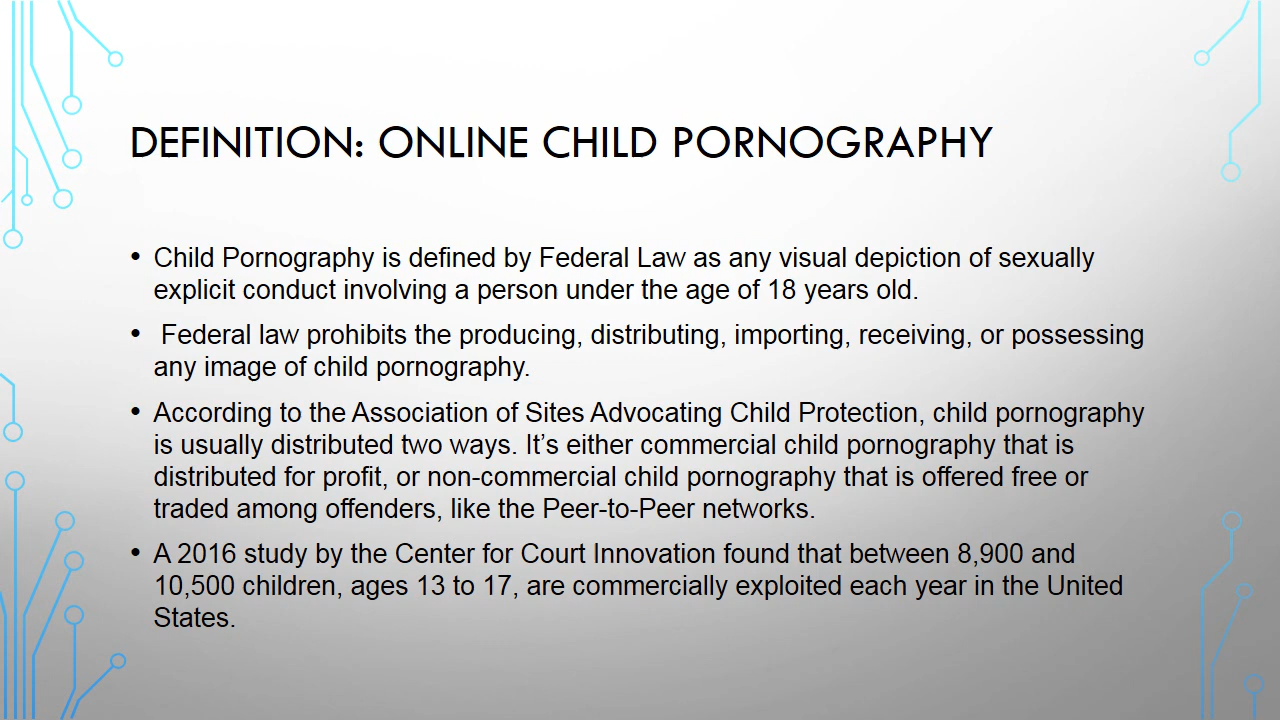 DEFINITION: ONLINE CHILD PORNOGRAPHY
• Child Pornography is defined by Federal Law as any visual depiction of sexually
explicit conduct involving a person under the age of 18 years old.
• Federal law prohibits the producing, distributing, importing, receiving, or possessing
any image of child pornography.
• According to the Association of Sites Advocating Child Protection, child pornography
is usually distributed two ways. It’s either commercial child pornography that is
distributed for profit, or non-commercial child pornography that is offered free or
traded among offenders, like the Peer-to-Peer networks.
• A 2016 study by the Center for Court Innovation found that between 8,900 and
10,500 children, ages 13 to 17, are commercially exploited each year in the United
States.